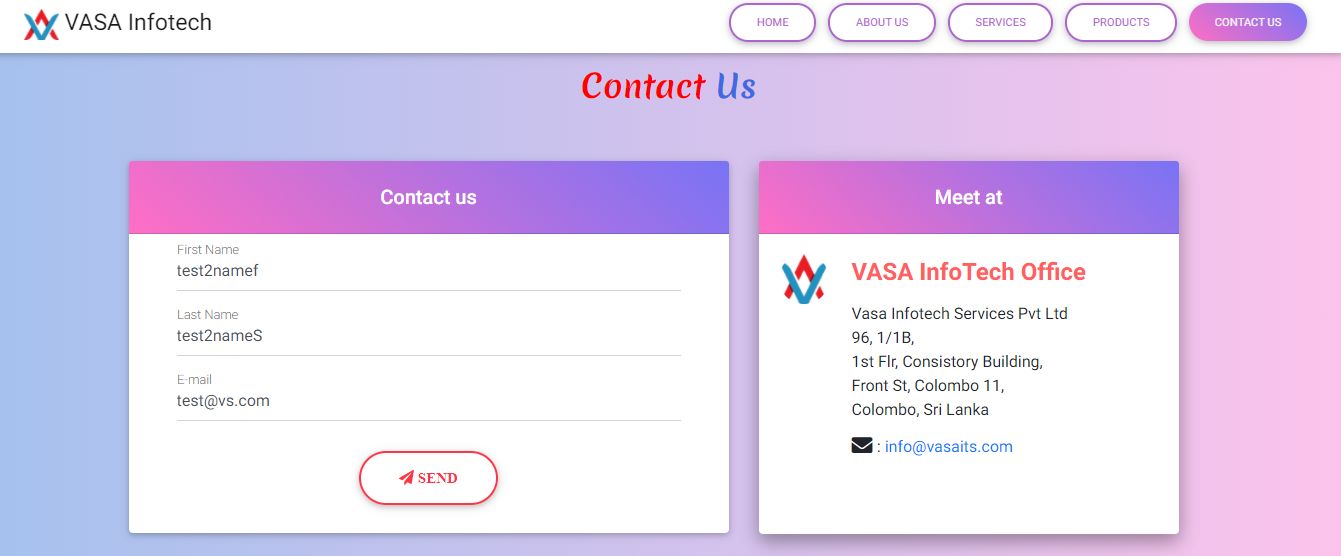 VASA Infotech
HOME
ABOUT US
SERVICES
PRODUCTS
CONTACT US
Contact Us
Contact us
First Name
test2namef
Last Name
test2nameS
E-mail
test@vs.com
SEND
Meet at
VASA InfoTech Office
Vasa Infotech Services Pvt Ltd
96, 1/1B,
1st Flr, Consistory Building,
Front St, Colombo 11,
Colombo, Sri Lanka
: info@vasaits.com